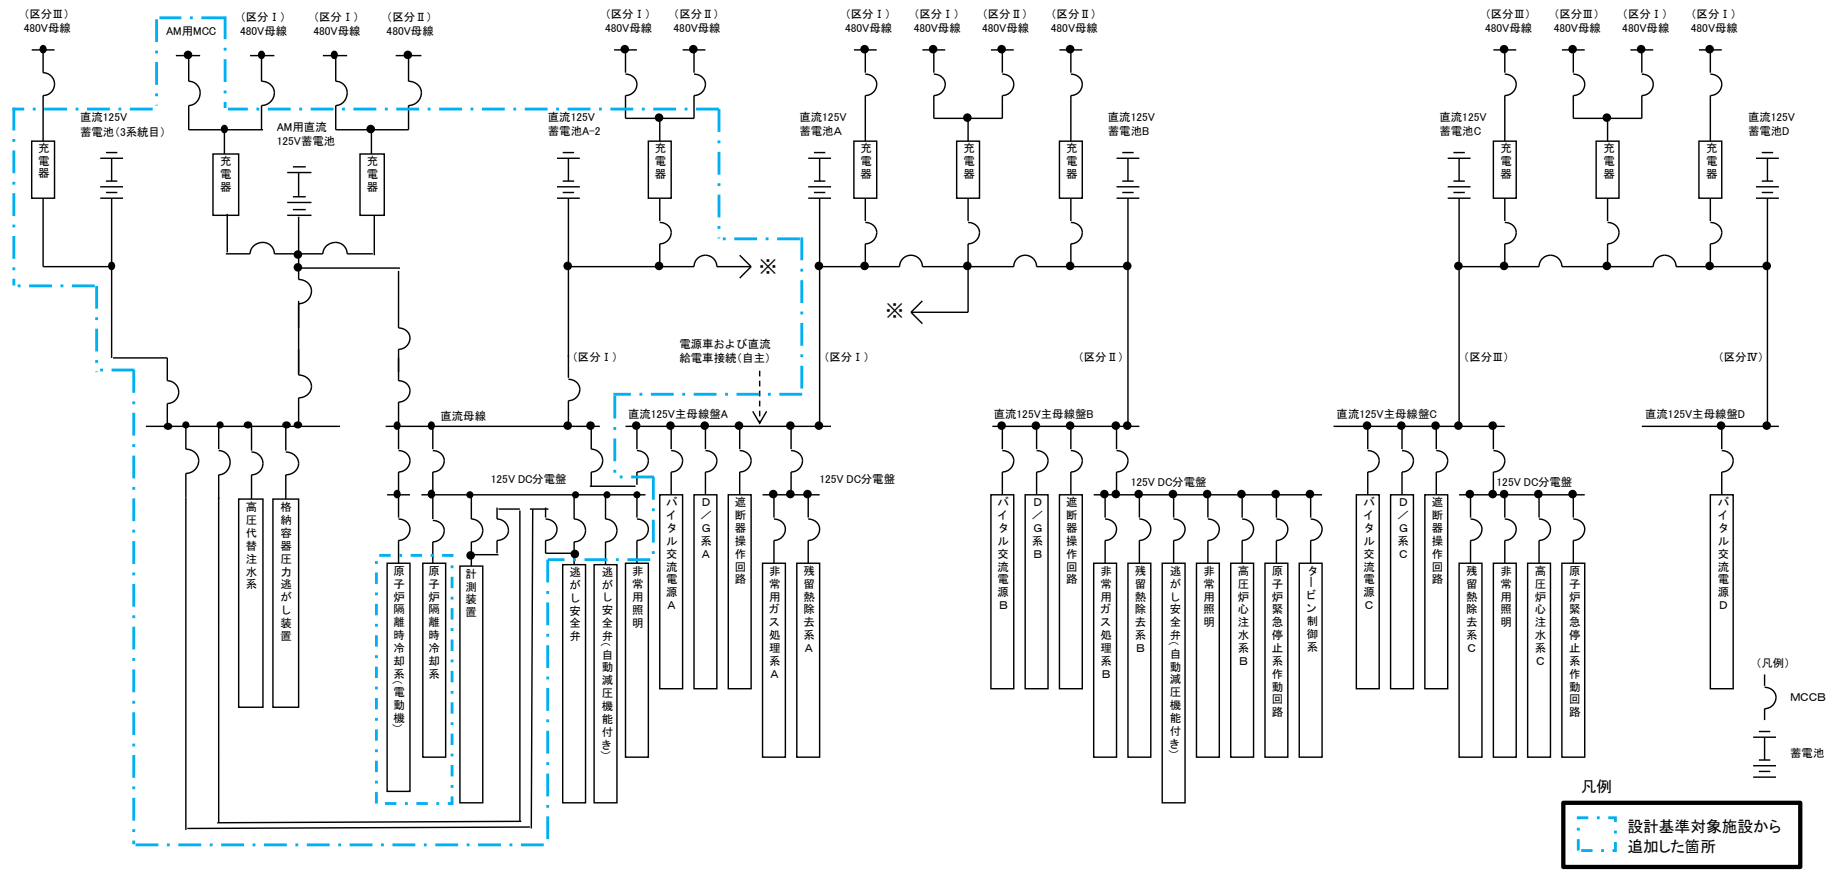 (区分Ⅲ)
480V母線
AM用MCC
(区分Ⅰ)
480V母線
(区分Ⅰ)
480V母線
(区分Ⅱ)
480V母線
(区分Ⅰ)
480V母線
(区分Ⅱ)
480V母線
(区分Ⅰ)
480V母線
(区分Ⅰ)
480V母線
(区分Ⅱ)
480V母線
(区分Ⅱ)
480V母線
(区分Ⅲ)
480V母線
(区分Ⅲ)
480V母線
(区分Ⅰ)
480V母線
(区分Ⅰ)
480V母線
直流125V
蓄電池(3系統目)
AM用直流
125V蓄電池
直流125V
蓄電池A-2
直流125V
蓄電池A
直流125V
蓄電池B
直流125V
蓄電池C
直流125V
蓄電池D
充電器
充電器
充電器
充電器
充電器
充電器
充電器
充電器
充電器
充電器
※
※
電源車および直流
給電車接続(自主)
(区分Ⅰ)
(区分Ⅰ)
(区分Ⅱ)
(区分Ⅲ)
(区分Ⅳ)
直流母線
直流125V主母線盤A
直流125V主母線盤B
直流125V主母線盤C
直流125V主母線盤D
125V DC分電盤
125V DC分電盤
125V DC分電盤
125V DC分電盤
高圧代替注水系
格納容器圧力逃がし装置
原子炉隔離時冷却系(電動機)
原子炉隔離時冷却系
計測装置
逃がし安全弁
逃がし安全弁(自動減圧機能付き)
非常用照明
バイタル交流電源A
D/G系A
遮断器操作回路
非常用ガス処理系A
残留熱除去系A
バイタル交流電源B
D/G系B
遮断器操作回路
非常用ガス処理系B
残留熱除去系B
逃がし安全弁(自動減圧機能付き)
非常用照明
高圧炉心注水系B
原子炉緊急停止系作動回路
タービン制御系
バイタル交流電源C
D/G系C
遮断器操作回路
残留熱除去系C
非常用照明
高圧炉心注水系C
原子炉緊急停止系作動回路
バイタル交流電源D
(凡例)
MCCB
蓄電池
凡例
設計基準対象施設から
追加した箇所